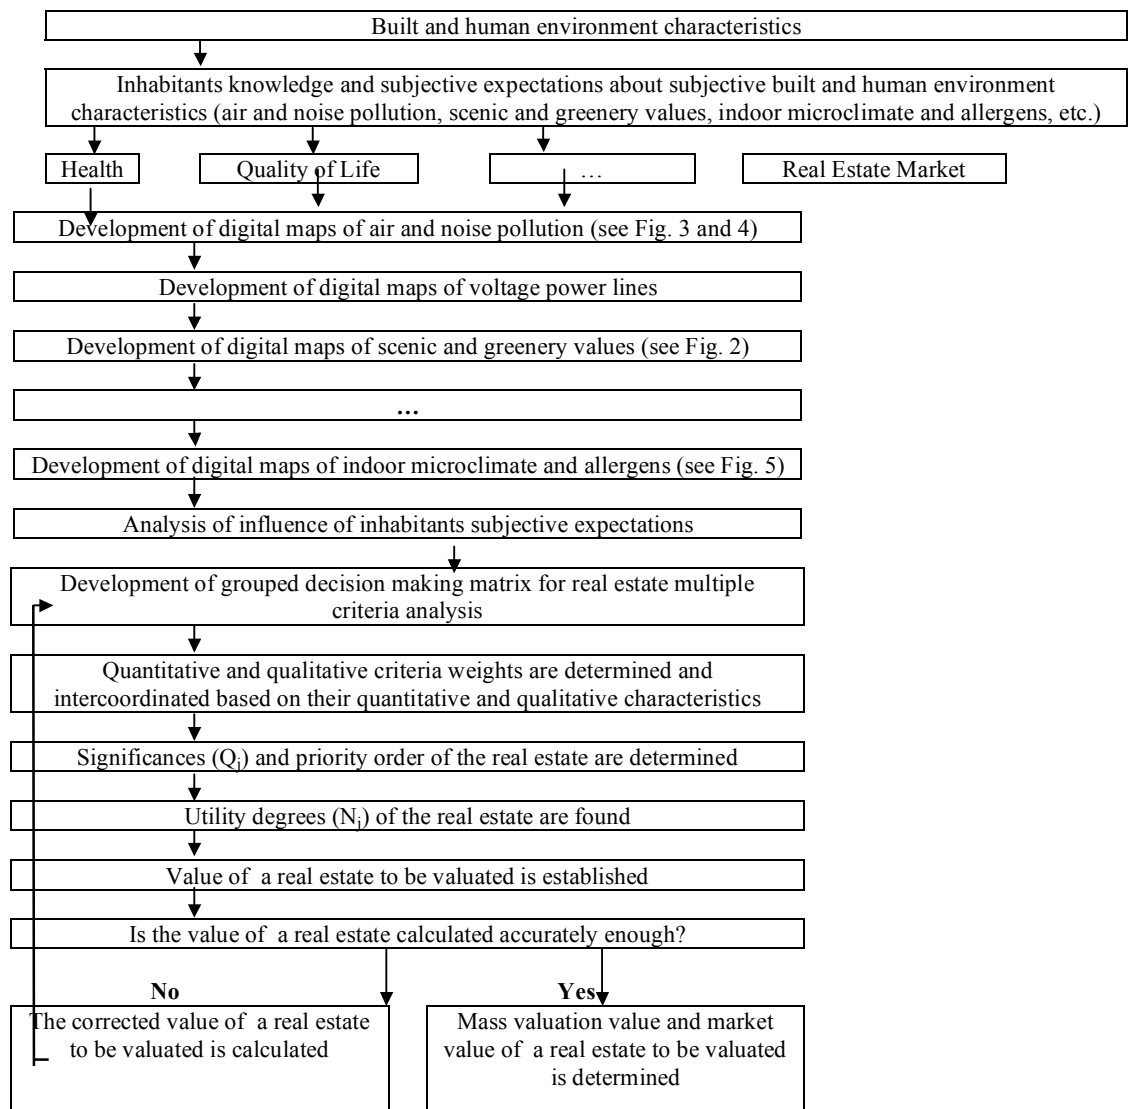 Built and human environment characteristics
Inhabitants knowledge and subjective expectations about subjective built and human environment
characteristics (air and noise pollution, scenic and greenery values, indoor microclimate and allergens, etc.)
Health
Quality of Life
…
Real Estate Market
Development of digital maps of air and noise pollution (see Fig. 3 and 4)
Development of digital maps of voltage power lines
Development of digital maps of scenic and greenery values (see Fig. 2)
…
Development of digital maps of indoor microclimate and allergens (see Fig. 5)
Analysis of influence of inhabitants subjective expectations
Development of grouped decision making matrix for real estate multiple
criteria analysis
Quantitative and qualitative criteria weights are determined and
intercoordinated based on their quantitative and qualitative characteristics
Significances (Qj) and priority order of the real estate are determined
Utility degrees (Nj) of the real estate are found
Value of a real estate to be valuated is established
Is the value of a real estate calculated accurately enough?
No
Yes
The corrected value of a real estate
to be valuated is calculated
Mass valuation value and market
value of a real estate to be valuated
is determined